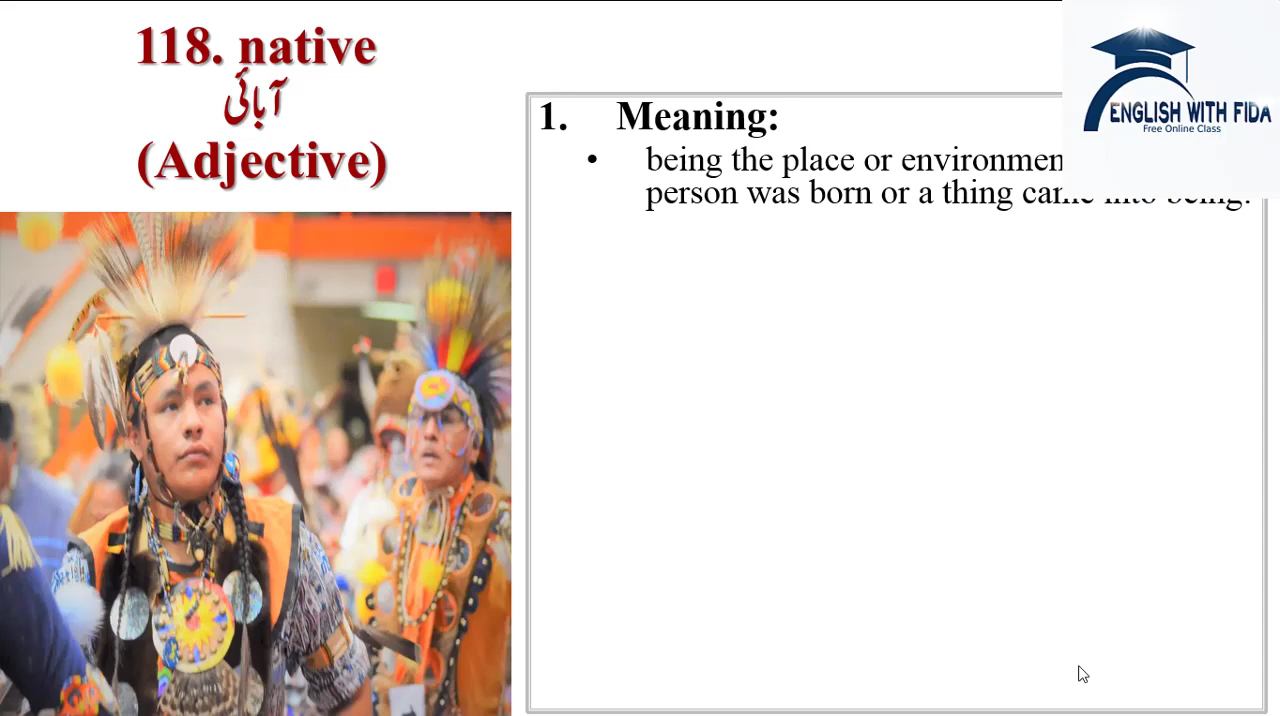 118. native
آبائی
(Adjective)
1. Meaning:
• being the place or environmen
person was born or a thing came into being.
ENGLISH WITH FIDA
Free Online Class